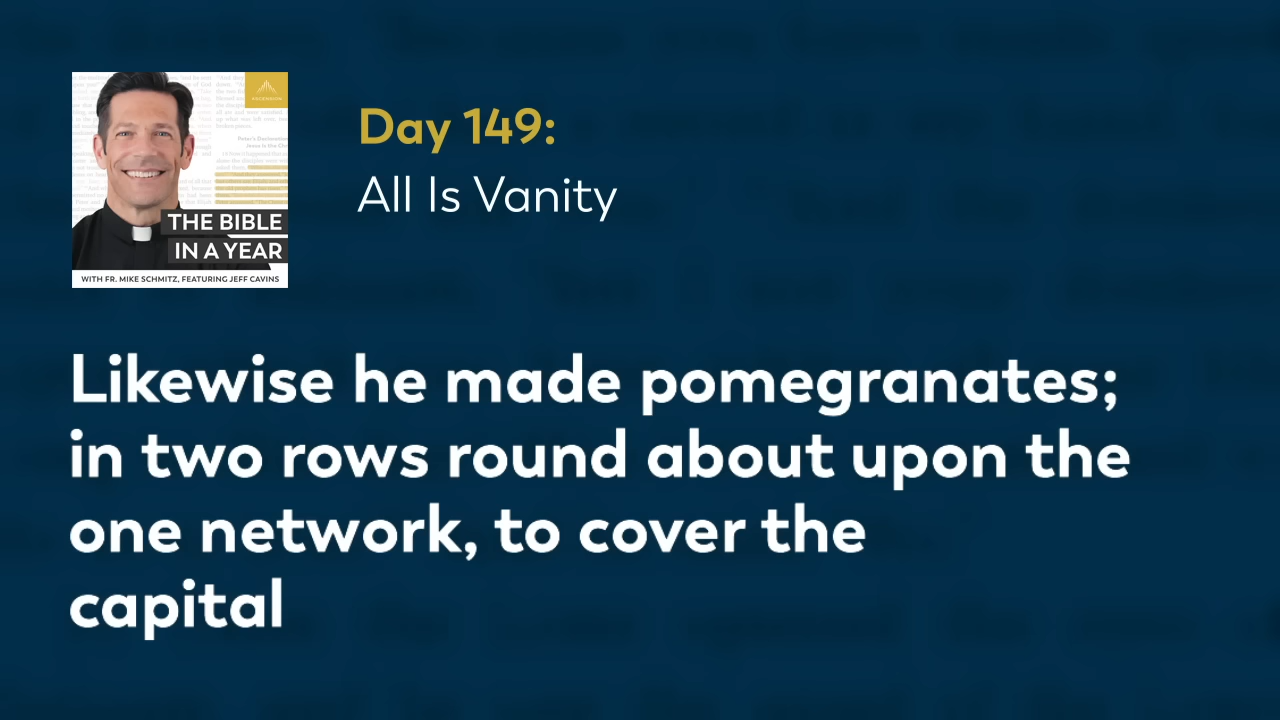 ASCENSION
THE BIBLE
IN A YEAR
WITH FR. MIKE SCHMITZ, FEATURING JEFF CAVINS
Day 149:
All Is Vanity
Likewise he made pomegranates;
in two rows round about upon the
one network, to cover the
capital